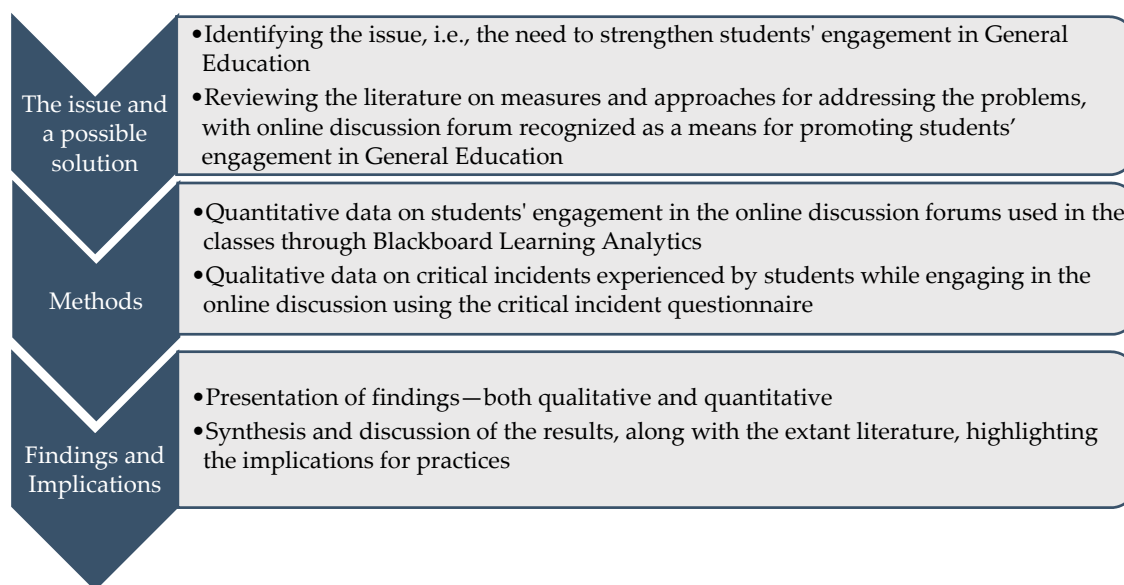 The issue and
a possible
solution
•Identifying the issue, i.e., the need to strengthen students' engagement in General
Education
•Reviewing the literature on measures and approaches for addressing the problems,
with online discussion forum recognized as a means for promoting students’
engagement in General Education
Methods
•Quantitative data on students' engagement in the online discussion forums used in the
classes through Blackboard Learning Analytics
•Qualitative data on critical incidents experienced by students while engaging in the
online discussion using the critical incident questionnaire
Findings and
Implications
•Presentation of findings—both qualitative and quantitative
•Synthesis and discussion of the results, along with the extant literature, highlighting
the implications for practices